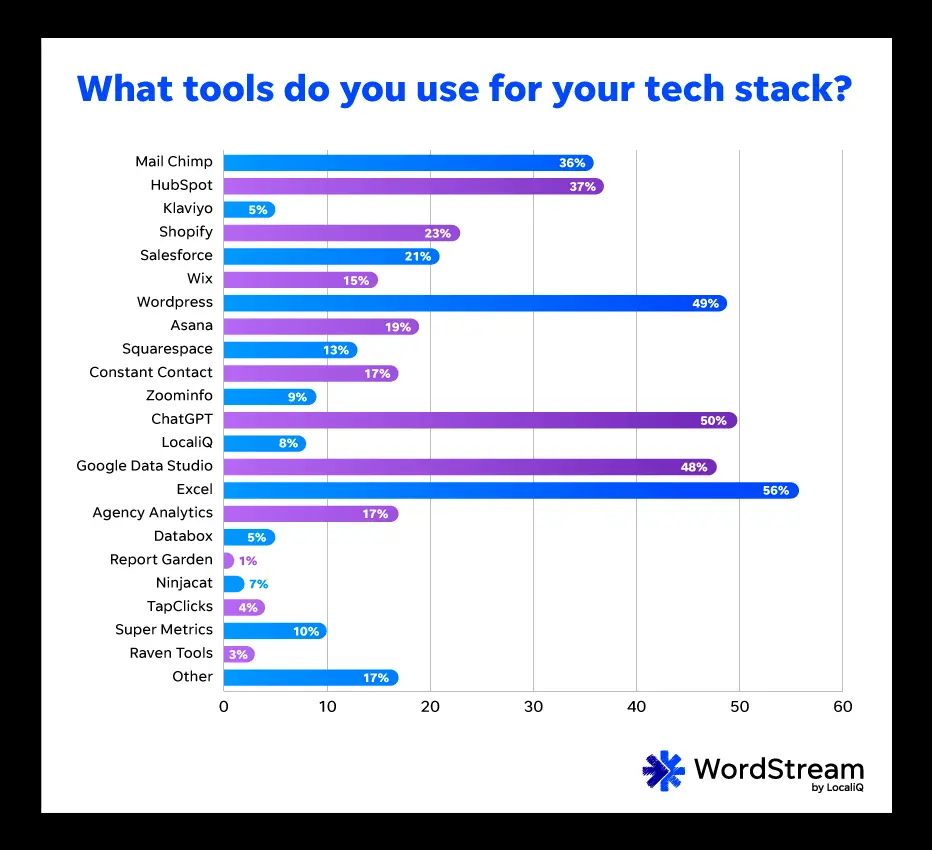 What tools do you use for your tech stack?
Mail Chimp 36%
HubSpot 37%
Klaviyo 5%
Shopify 23%
Salesforce 21%
Wix 15%
Wordpress 49%
Asana 19%
Squarespace 13%
Constant Contact 17%
Zoominfo 9%
ChatGPT 50%
LocaliQ 8%
Google Data Studio 48%
Excel 56%
Agency Analytics 17%
Databox 5%
Report Garden 1%
Ninjacat 7%
TapClicks 4%
Super Metrics 10%
Raven Tools 3%
Other 17%
0 10 20 30 40 50 60
WordStream
by LocaliQ